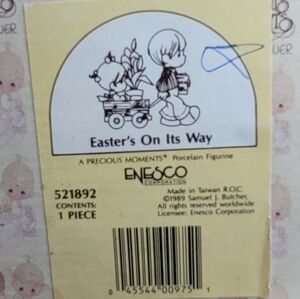 Easter's On Its Way
A PRECIOUS MOMENTS® Porcelain Figurine
ENESCO
CORPORATION
521892
CONTENTS:
1 PIECE
Made in Taiwan R.O.C.
©1989 Samuel J. Butcher,
All rights reserved worldwide
Licensee: Enesco Corporation
0 45544 00975 1